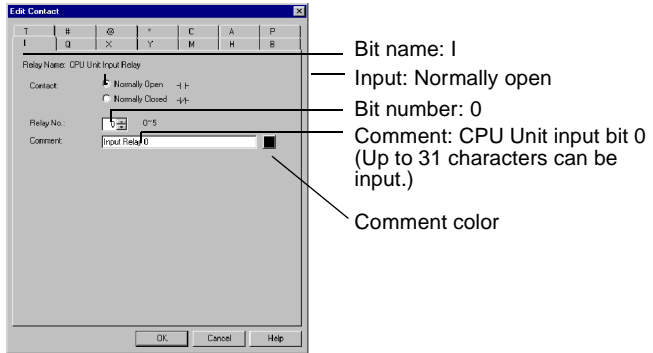 Edit Contact
T # @ * C A P
I Q X Y M H B
Relay Name: CPU Unit Input Relay
Contact: Normally Open
Normally Closed
Relay No.: 0 0~5
Comment: Input Relay 0
OK Cancel Help
Bit name: I
Input: Normally open
Bit number: 0
Comment: CPU Unit input bit 0
(Up to 31 characters can be
input.)
Comment color